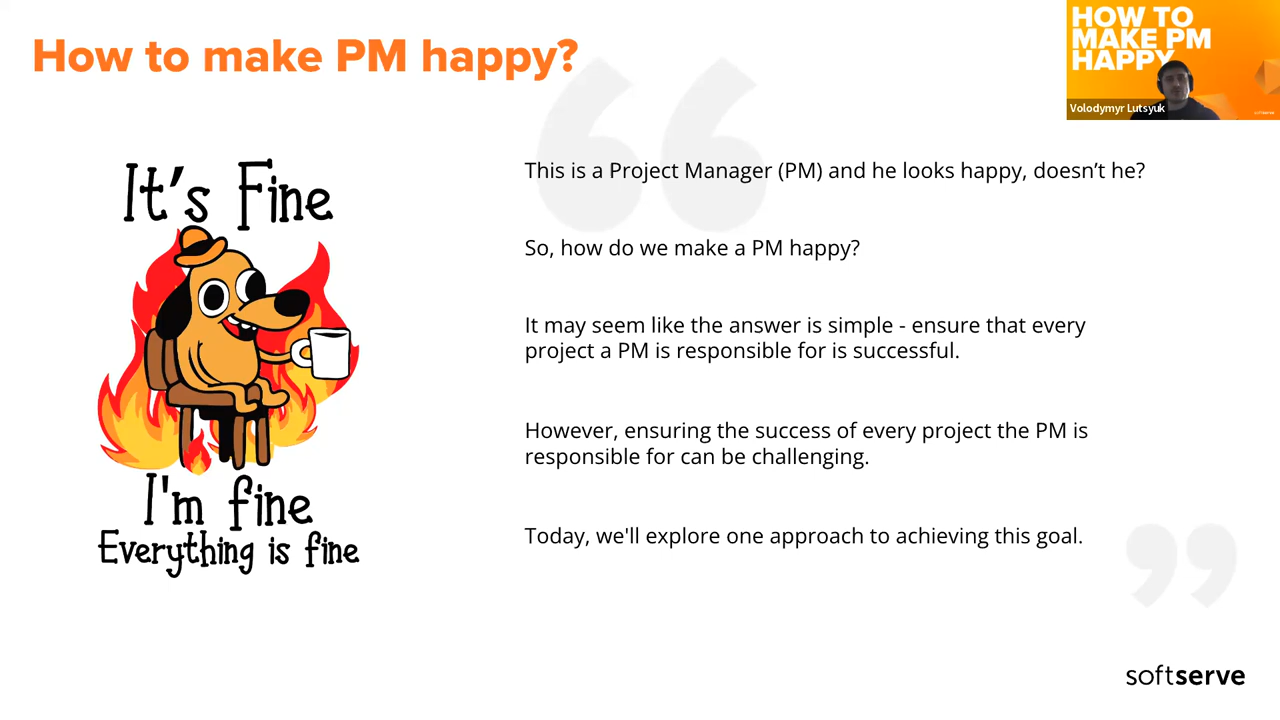 How to make PM happy?
HOW TO
MAKE PM
HAPPY
Volodymyr Lutsyuk
It's Fine
I'm fine
Everything is fine
This is a Project Manager (PM) and he looks happy, doesn’t he?
So, how do we make a PM happy?
It may seem like the answer is simple - ensure that every
project a PM is responsible for is successful.
However, ensuring the success of every project the PM is
responsible for can be challenging.
Today, we'll explore one approach to achieving this goal.
softserve